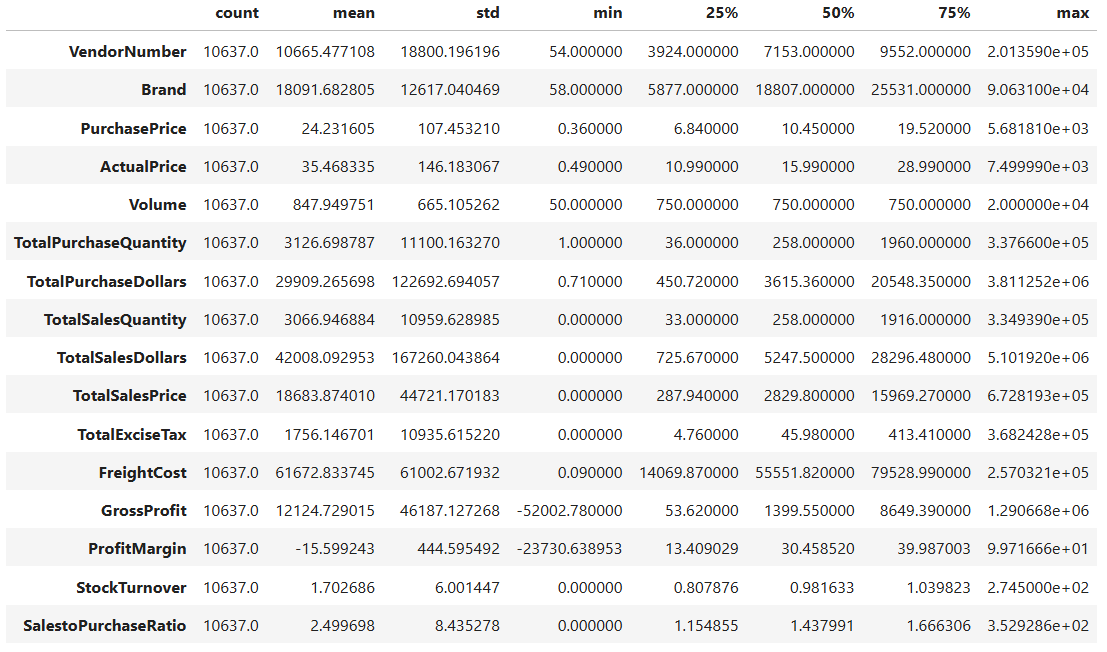 count mean std min 25% 50% 75% max
VendorNumber 10637.0 10665.477108 18800.196196 54.000000 3924.000000 7153.000000 9552.000000 2.013590e+05
Brand 10637.0 18091.682805 12617.040469 58.000000 5877.000000 18807.000000 25531.000000 9.063100e+04
PurchasePrice 10637.0 24.231605 107.453210 0.360000 6.840000 10.450000 19.520000 5.681810e+03
ActualPrice 10637.0 35.468335 146.183067 0.490000 10.990000 15.990000 28.990000 7.499990e+03
Volume 10637.0 847.949751 665.105262 50.000000 750.000000 750.000000 750.000000 2.000000e+04
TotalPurchaseQuantity 10637.0 3126.698787 11100.163270 1.000000 36.000000 258.000000 1960.000000 3.376600e+05
TotalPurchaseDollars 10637.0 29909.265698 122692.694057 0.710000 450.720000 3615.360000 20548.350000 3.811252e+06
TotalSalesQuantity 10637.0 3066.946884 10959.628985 0.000000 33.000000 258.000000 1916.000000 3.349390e+05
TotalSalesDollars 10637.0 42008.092953 167260.043864 0.000000 725.670000 5247.500000 28296.480000 5.101920e+06
TotalSalesPrice 10637.0 18683.874010 44721.170183 0.000000 287.940000 2829.800000 15969.270000 6.728193e+05
TotalExciseTax 10637.0 1756.146701 10935.615220 0.000000 4.760000 45.980000 413.410000 3.682428e+05
FreightCost 10637.0 61672.833745 61002.671932 0.090000 14069.870000 55551.820000 79528.990000 2.570321e+05
GrossProfit 10637.0 12124.729015 46187.127268 -52002.780000 53.620000 1399.550000 8649.390000 1.290668e+06
ProfitMargin 10637.0 -15.599243 444.595492 -23730.638953 13.409029 30.458520 39.987003 9.971666e+01
StockTurnover 10637.0 1.702686 6.001447 0.000000 0.807876 0.981633 1.039823 2.745000e+02
SalestoPurchaseRatio 10637.0 2.499698 8.435278 0.000000 1.154855 1.437991 1.666306 3.529286e+02